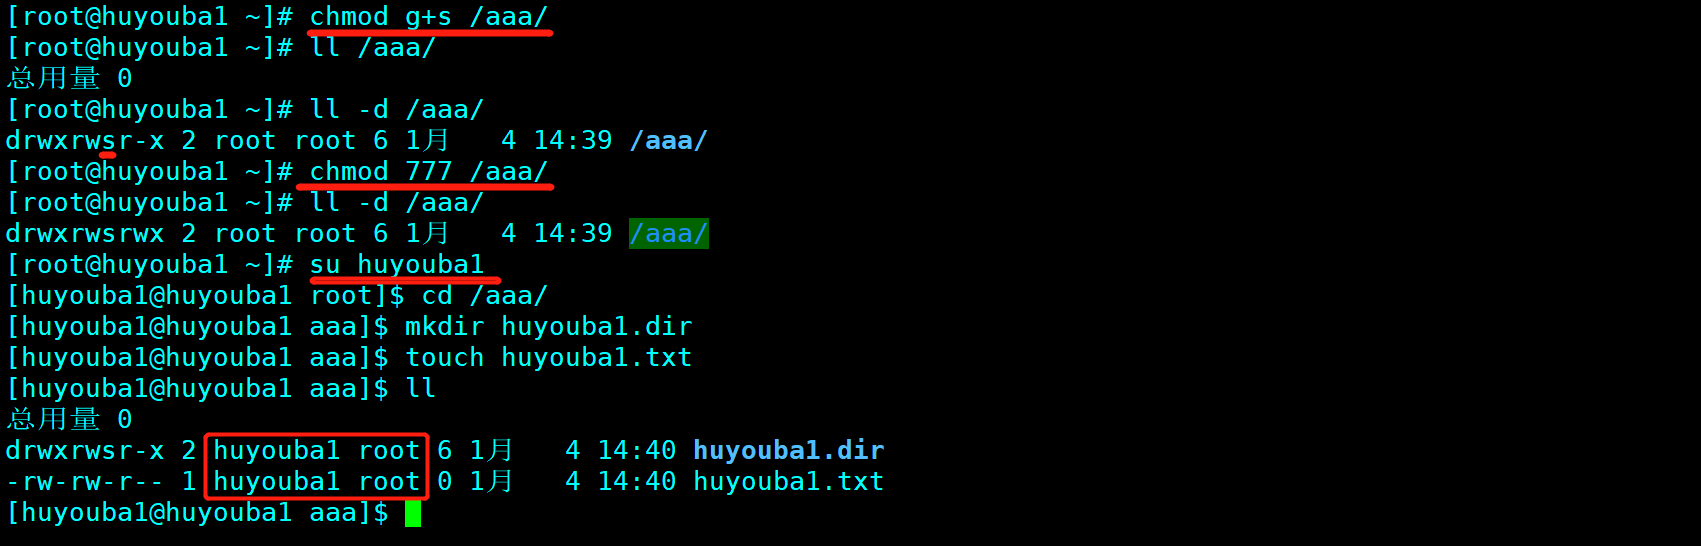 [root@huyouba1 ~]# chmod g+s /aaa/
[root@huyouba1 ~]# ll /aaa/
总用量 0
[root@huyouba1 ~]# ll -d /aaa/
drwxrwsr-x 2 root root 6 1月   4 14:39 /aaa/
[root@huyouba1 ~]# chmod 777 /aaa/
[root@huyouba1 ~]# ll -d /aaa/
drwxrwsrwx 2 root root 6 1月   4 14:39 /aaa/
[root@huyouba1 ~]# su huyouba1
[huyouba1@huyouba1 root]$ cd /aaa/
[huyouba1@huyouba1 aaa]$ mkdir huyouba1.dir
[huyouba1@huyouba1 aaa]$ touch huyouba1.txt
[huyouba1@huyouba1 aaa]$ ll
总用量 0
drwxrwsr-x 2 huyouba1 root 6 1月   4 14:40 huyouba1.dir
-rw-rw-r-- 1 huyouba1 root 0 1月   4 14:40 huyouba1.txt
[huyouba1@huyouba1 aaa]$